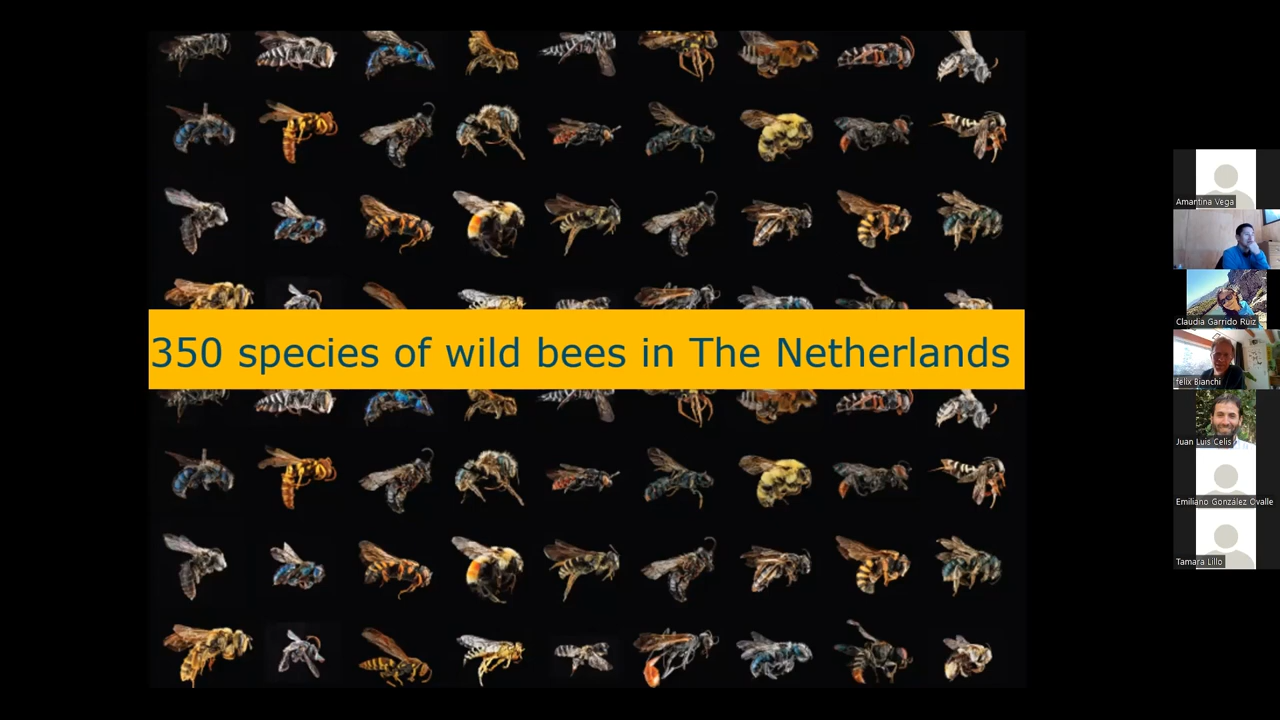 350 species of wild bees in The Netherlands
Amantina Vega
Claudia Garrido Ruiz
felix Bianchi
Juan Luis Celis
Emiliano Gonzalez Ovalle
Tamara Lillo